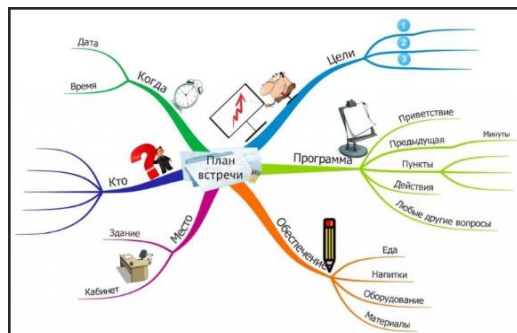 План
встречи
Когда
Дата
Время
Цели
1
2
3
Программа
Приветствие
Предыдущая
Минуты
Пункты
Действия
Любые другие вопросы
Обеспечение
Еда
Напитки
Оборудование
Материалы
Место
Здание
Кабинет
Кто